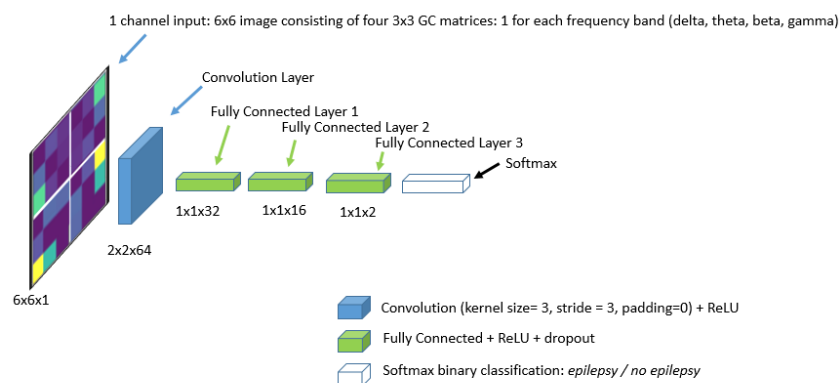 1 channel input: 6x6 image consisting of four 3x3 GC matrices: 1 for each frequency band (delta, theta, beta, gamma)
Convolution Layer
Fully Connected Layer 1
Fully Connected Layer 2
Fully Connected Layer 3
Softmax
1x1x32
1x1x16
1x1x2
2x2x64
6x6x1
Convolution (kernel size= 3, stride = 3, padding=0) + ReLU
Fully Connected + ReLU + dropout
Softmax binary classification: epilepsy / no epilepsy